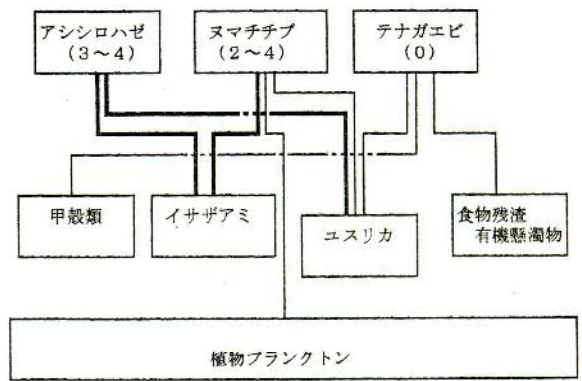 アシシロハゼ
(3～4)
ヌマチチブ
(2～4)
テナガエビ
(0)
甲殻類
イサザアミ
ユスリカ
食物残渣
有機懸濁物
植物プランクトン